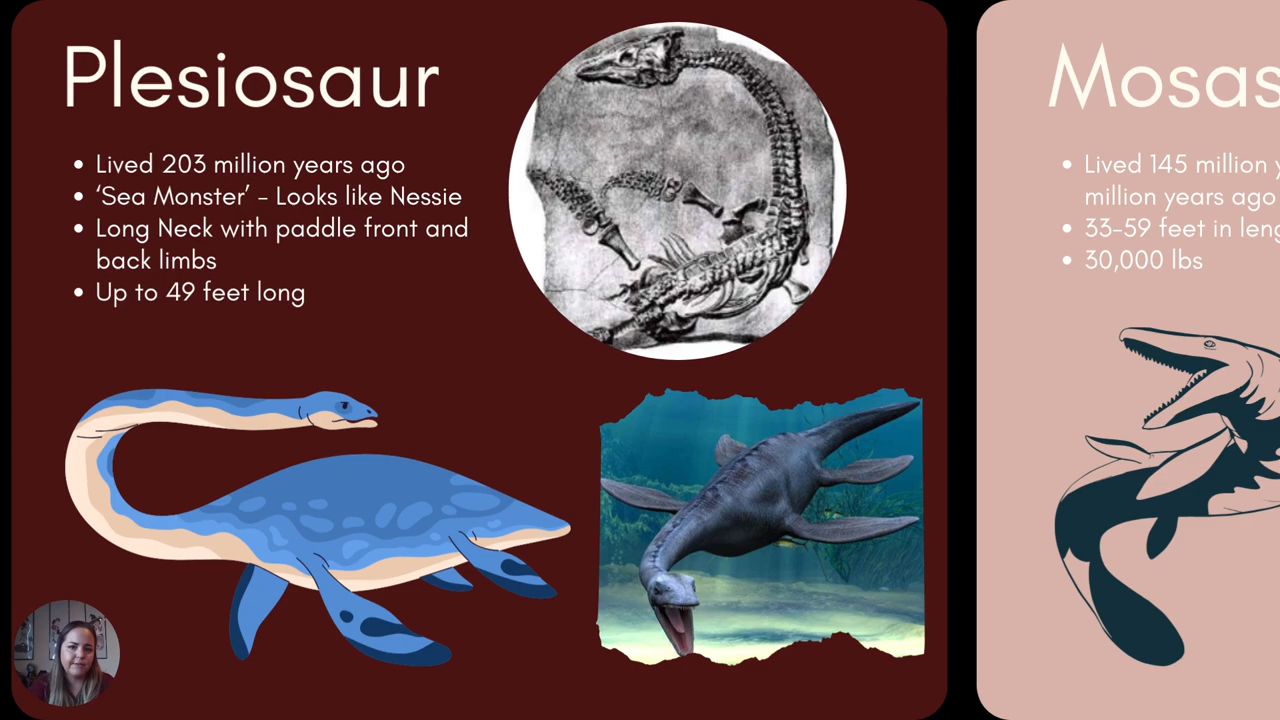 Plesiosaur
• Lived 203 million years ago
• ‘Sea Monster’ - Looks like Nessie
• Long Neck with paddle front and
back limbs
• Up to 49 feet long
Mosas
• Lived 145 million
million years ago
• 33-59 feet in
• 30,000 lbs